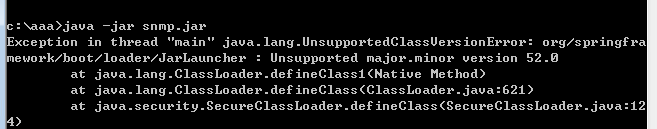 c:\aaa>java -jar snmp.jar
Exception in thread "main" java.lang.UnsupportedClassVersionError: org/springfra
mework/boot/loader/JarLauncher : Unsupported major.minor version 52.0
        at java.lang.ClassLoader.defineClass1(Native Method)
        at java.lang.ClassLoader.defineClass(ClassLoader.java:621)
        at java.security.SecureClassLoader.defineClass(SecureClassLoader.java:12
4)